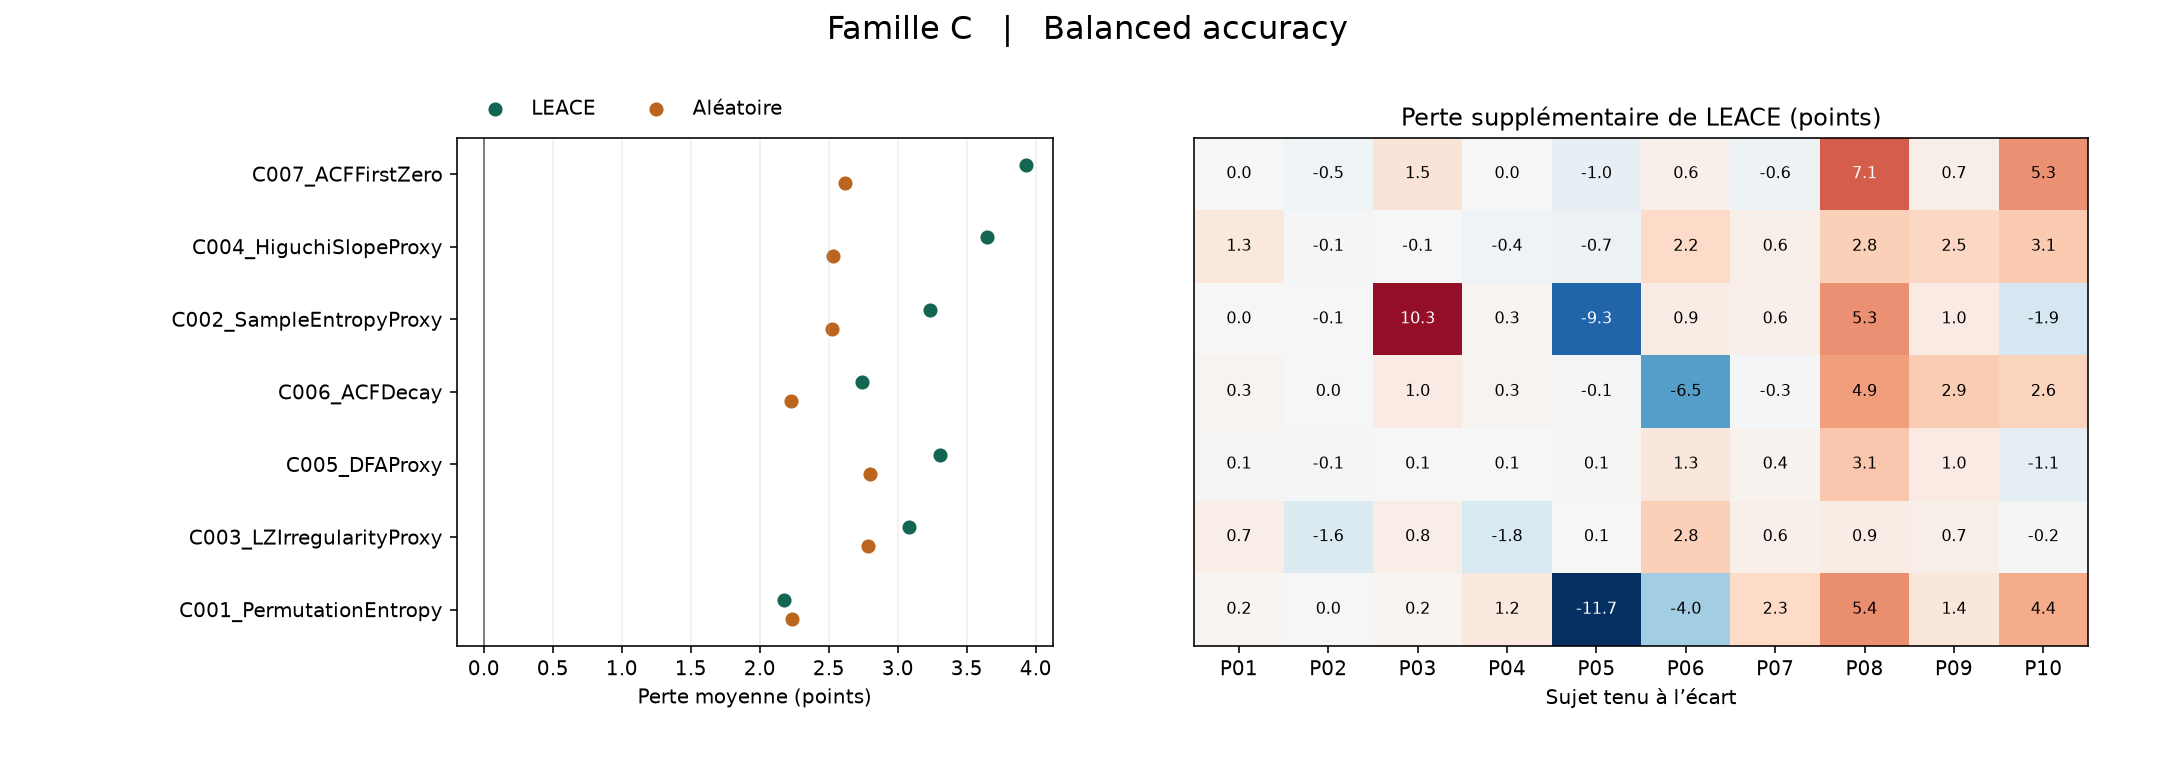 Famille C | Balanced accuracy
LEACE
Aléatoire
C007_ACFFirstZero
C004_HiguchiSlopeProxy
C002_SampleEntropyProxy
C006_ACFDecay
C005_DFAProxy
C003_LZIrregularityProxy
C001_PermutationEntropy
0.0 0.5 1.0 1.5 2.0 2.5 3.0 3.5 4.0
Perte moyenne (points)
Perte supplémentaire de LEACE (points)
0.0 -0.5 1.5 0.0 -1.0 0.6 -0.6 7.1 0.7 5.3
1.3 -0.1 -0.1 -0.4 -0.7 2.2 0.6 2.8 2.5 3.1
0.0 -0.1 10.3 0.3 -9.3 0.9 0.6 5.3 1.0 -1.9
0.3 0.0 1.0 0.3 -0.1 -6.5 -0.3 4.9 2.9 2.6
0.1 -0.1 0.1 0.1 0.1 1.3 0.4 3.1 1.0 -1.1
0.7 -1.6 0.8 -1.8 0.1 2.8 0.6 0.9 0.7 -0.2
0.2 0.0 0.2 1.2 -11.7 -4.0 2.3 5.4 1.4 4.4
P01 P02 P03 P04 P05 P06 P07 P08 P09 P10
Sujet tenu à l’écart